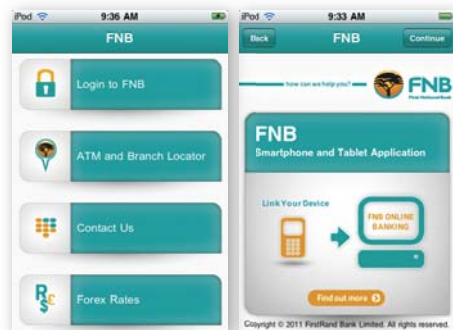 iPod 9:36 AM
FNB
Login to FNB
ATM and Branch Locator
Contact Us
R$£ Forex Rates
iPod 9:33 AM
Back FNB Continue
how can we help you?
FNB
First National Bank
FNB
Smartphone and Tablet Application
Link Your Device
FNB ONLINE
BANKING
Find out more
Copyright © 2011 FirstRand Bank Limited. All rights reserved.